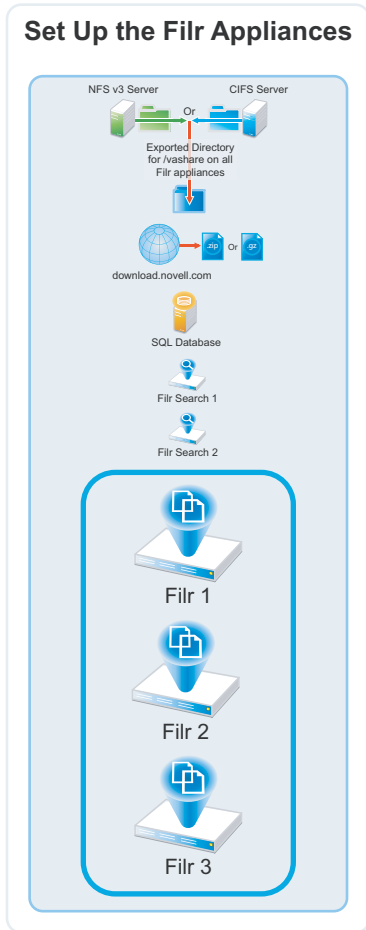 Set Up the Filr Appliances
NFS v3 Server
CIFS Server
Or
Exported Directory
for /vashare on all
Filr appliances
.zip
Or
.gz
download.novell.com
SQL Database
Filr Search 1
Filr Search 2
Filr 1
Filr 2
Filr 3